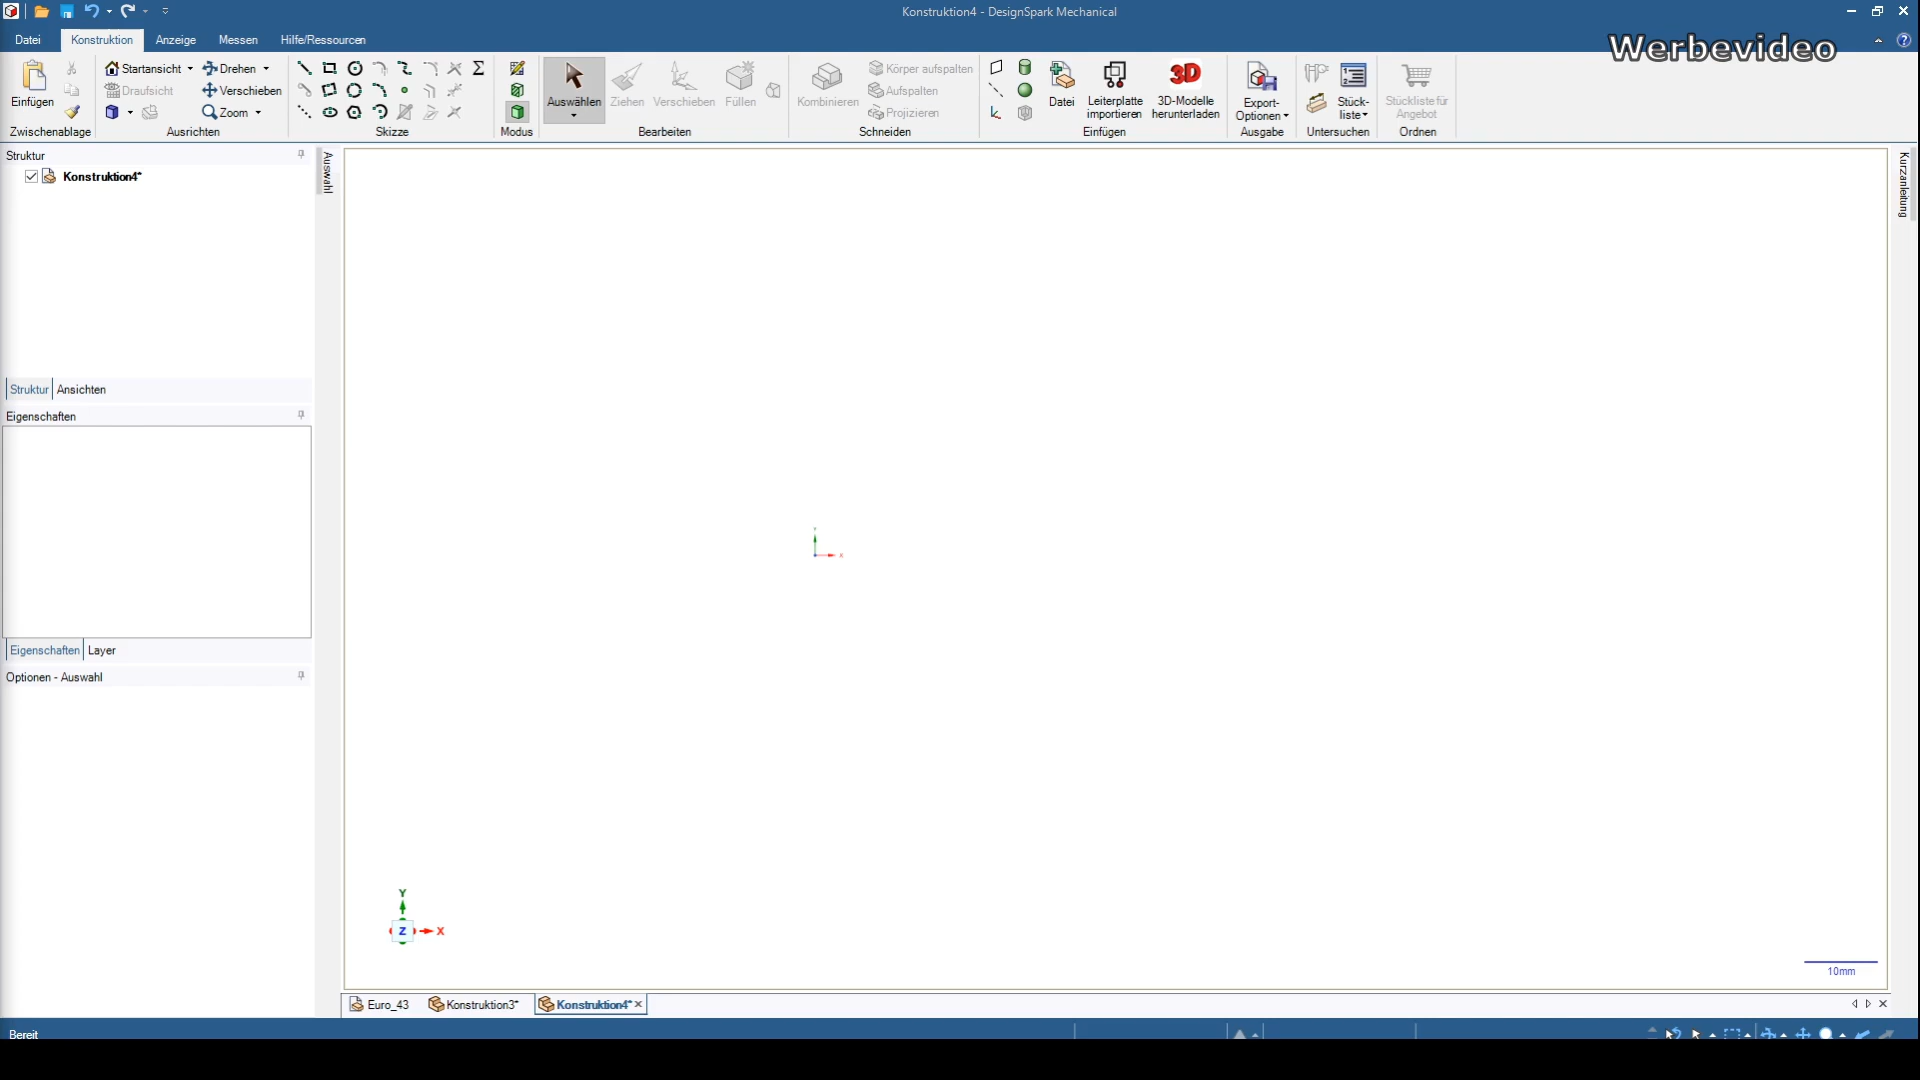 Konstruktion4 - DesignSpark Mechanical
Datei Konstruktion Anzeige Messen Hilfe/Ressourcen
Werbevideo
Einfügen
Zwischenablage
Startansicht Drehen
Draufsicht Verschieben
Zoom
Ausrichten
Skizze
Modus
Auswählen Ziehen Verschieben Füllen
Bearbeiten
Kombinieren
Körper aufspalten
Aufspalten
Projizieren
Schneiden
Datei
Leiterplatte
importieren
3D
3D-Modelle
herunterladen
Einfügen
Export-
Optionen
Ausgabe
Stück-
liste
Untersuchen
Stückliste für
Angebot
Ordnen
Struktur
Konstruktion4*
Struktur Ansichten
Eigenschaften
Eigenschaften Layer
Optionen - Auswahl
Auswahl
Kurzanleitung
Y
X
Y
Z X
10mm
Euro_43 Konstruktion3* Konstruktion4*
Bereit